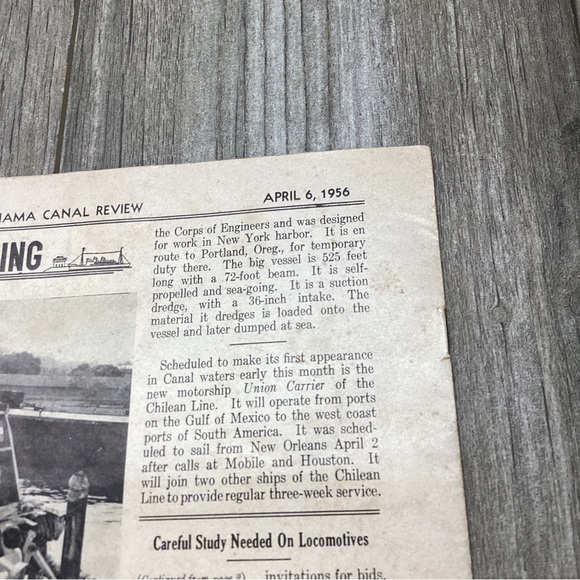 AMA CANAL REVIEW
APRIL 6, 1956
ING
the Corps of Engineers and was designed
for work in New York harbor. It is en
route to Portland, Oreg., for temporary
duty there. The big vessel is 525 feet
long with a 72-foot beam. It is self-
propelled and sea-going. It is a suction
dredge, with a 36-inch intake. The
material it dredges is loaded onto the
vessel and later dumped at sea.
Scheduled to make its first appearance
in Canal waters early this month is the
new motorship Union Carrier of the
Chilean Line. It will operate from ports
on the Gulf of Mexico to the west coast
ports of South America. It was sched-
uled to sail from New Orleans April 2
after calls at Mobile and Houston. It
will join two other ships of the Chilean
Line to provide regular three-week service.
Careful Study Needed On Locomotives
(Continued from page 9) invitations for bids.